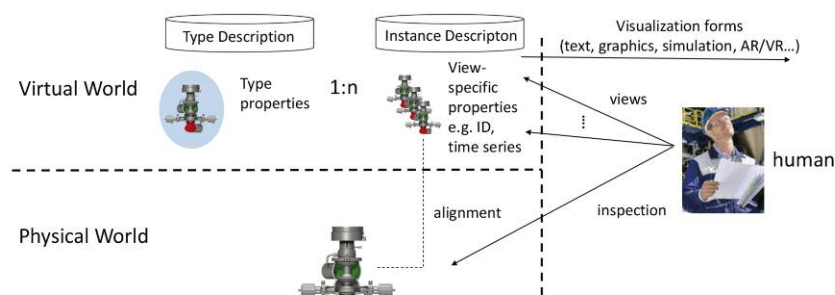 Type Description
Instance Descripton
Visualization forms
(text, graphics, simulation, AR/VR...)
Virtual World
Type
properties
1:n
View-
specific
properties
e.g. ID,
time series
views
...
human
alignment
inspection
Physical World